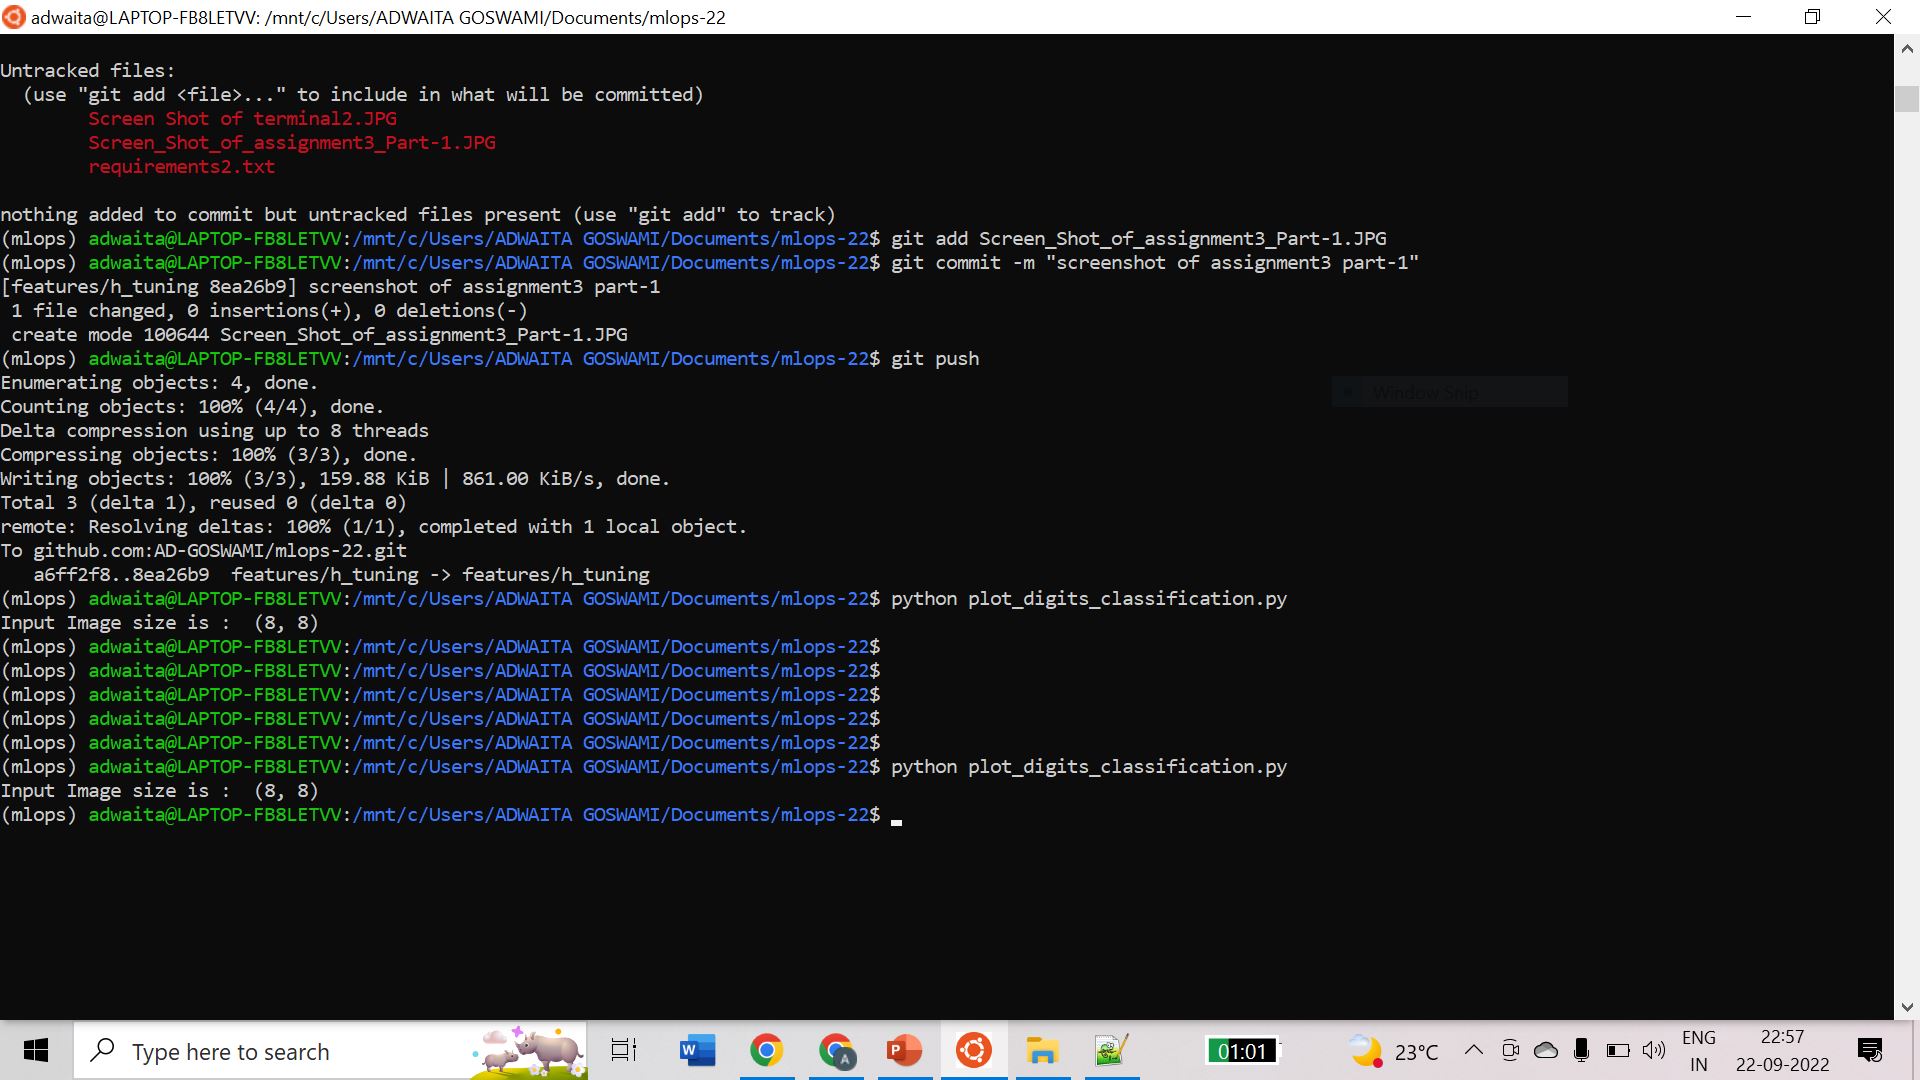 adwaita@LAPTOP-FB8LETVV: /mnt/c/Users/ADWAITA GOSWAMI/Documents/mlops-22
Untracked files:
  (use "git add <file>..." to include in what will be committed)
        Screen Shot of terminal2.JPG
        Screen_Shot_of_assignment3_Part-1.JPG
        requirements2.txt
nothing added to commit but untracked files present (use "git add" to track)
(mlops) adwaita@LAPTOP-FB8LETVV:/mnt/c/Users/ADWAITA GOSWAMI/Documents/mlops-22$ git add Screen_Shot_of_assignment3_Part-1.JPG
(mlops) adwaita@LAPTOP-FB8LETVV:/mnt/c/Users/ADWAITA GOSWAMI/Documents/mlops-22$ git commit -m "screenshot of assignment3 part-1"
[features/h_tuning 8ea26b9] screenshot of assignment3 part-1
 1 file changed, 0 insertions(+), 0 deletions(-)
 create mode 100644 Screen_Shot_of_assignment3_Part-1.JPG
(mlops) adwaita@LAPTOP-FB8LETVV:/mnt/c/Users/ADWAITA GOSWAMI/Documents/mlops-22$ git push
Enumerating objects: 4, done.
Window Snip
Counting objects: 100% (4/4), done.
Delta compression using up to 8 threads
Compressing objects: 100% (3/3), done.
Writing objects: 100% (3/3), 159.88 KiB | 861.00 KiB/s, done.
Total 3 (delta 1), reused 0 (delta 0)
remote: Resolving deltas: 100% (1/1), completed with 1 local object.
To github.com:AD-GOSWAMI/mlops-22.git
   a6ff2f8..8ea26b9  features/h_tuning -> features/h_tuning
(mlops) adwaita@LAPTOP-FB8LETVV:/mnt/c/Users/ADWAITA GOSWAMI/Documents/mlops-22$ python plot_digits_classification.py
Input Image size is :  (8, 8)
(mlops) adwaita@LAPTOP-FB8LETVV:/mnt/c/Users/ADWAITA GOSWAMI/Documents/mlops-22$
(mlops) adwaita@LAPTOP-FB8LETVV:/mnt/c/Users/ADWAITA GOSWAMI/Documents/mlops-22$
(mlops) adwaita@LAPTOP-FB8LETVV:/mnt/c/Users/ADWAITA GOSWAMI/Documents/mlops-22$
(mlops) adwaita@LAPTOP-FB8LETVV:/mnt/c/Users/ADWAITA GOSWAMI/Documents/mlops-22$
(mlops) adwaita@LAPTOP-FB8LETVV:/mnt/c/Users/ADWAITA GOSWAMI/Documents/mlops-22$
(mlops) adwaita@LAPTOP-FB8LETVV:/mnt/c/Users/ADWAITA GOSWAMI/Documents/mlops-22$ python plot_digits_classification.py
Input Image size is :  (8, 8)
(mlops) adwaita@LAPTOP-FB8LETVV:/mnt/c/Users/ADWAITA GOSWAMI/Documents/mlops-22$
Type here to search
W
A
P
01:01
23°C
ENG
IN
22:57
22-09-2022